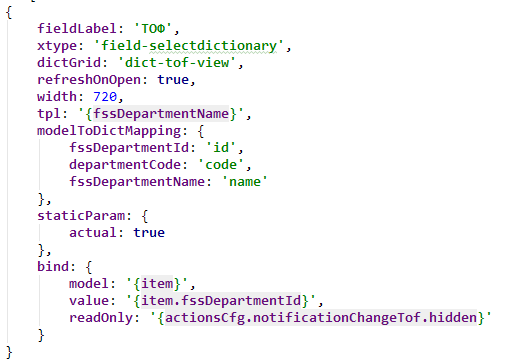 {
    fieldLabel: 'ТОФ',
    xtype: 'field-selectdictionary',
    dictGrid: 'dict-tof-view',
    refreshOnOpen: true,
    width: 720,
    tpl: '{fssDepartmentName}',
    modelToDictMapping: {
        fssDepartmentId: 'id',
        departmentCode: 'code',
        fssDepartmentName: 'name'
    },
    staticParam: {
        actual: true
    },
    bind: {
        model: '{item}',
        value: '{item.fssDepartmentId}',
        readOnly: '{actionsCfg.notificationChangeTof.hidden}'
    }
}